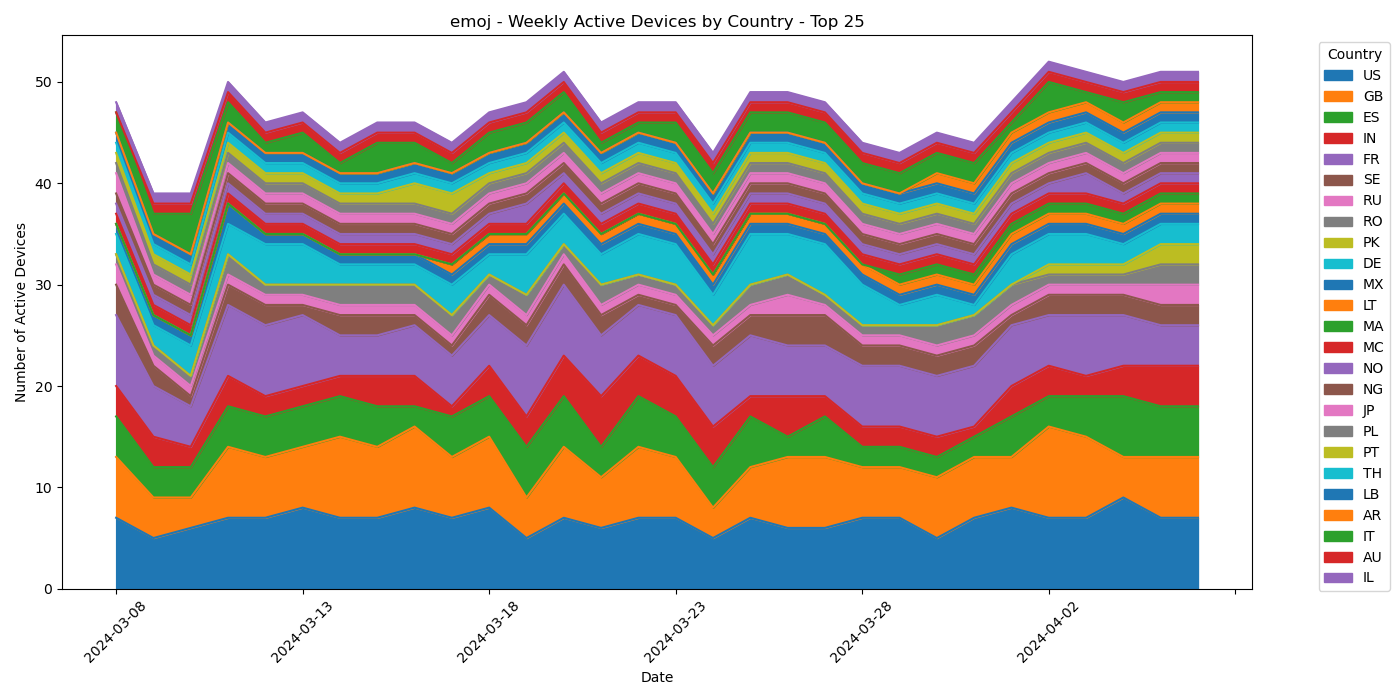 emoj - Weekly Active Devices by Country - Top 25
Number of Active Devices
50
40
30
20
10
0
2024-03-08
2024-03-13
2024-03-18
2024-03-23
2024-03-28
2024-04-02
Date
Country
US
GB
ES
IN
FR
SE
RU
RO
PK
DE
MX
LT
MA
MC
NO
NG
JP
PL
PT
TH
LB
AR
IT
AU
IL